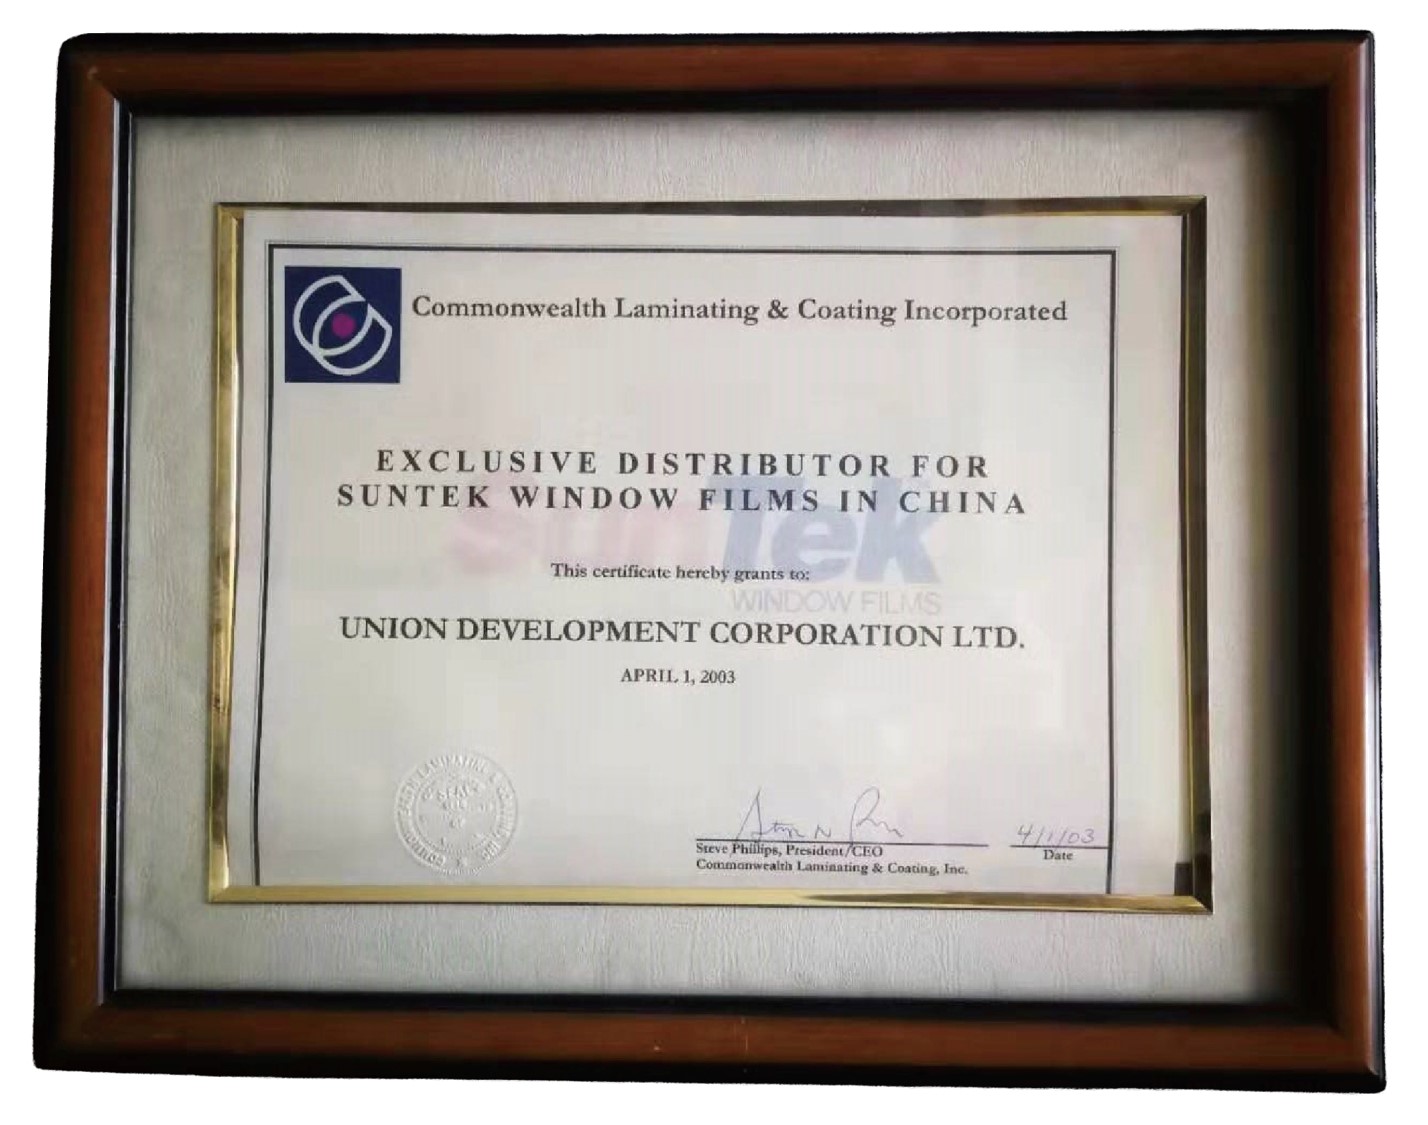 Commonwealth Laminating & Coating Incorporated
EXCLUSIVE DISTRIBUTOR FOR
SUNTEK WINDOW FILMS IN CHINA
SunTek
WINDOW FILMS
This certificate hereby grants to:
UNION DEVELOPMENT CORPORATION LTD.
APRIL 1, 2003
SEAL
4/1/03
Steve Phillips, President/CEO
Date
Commonwealth Laminating & Coating, Inc.